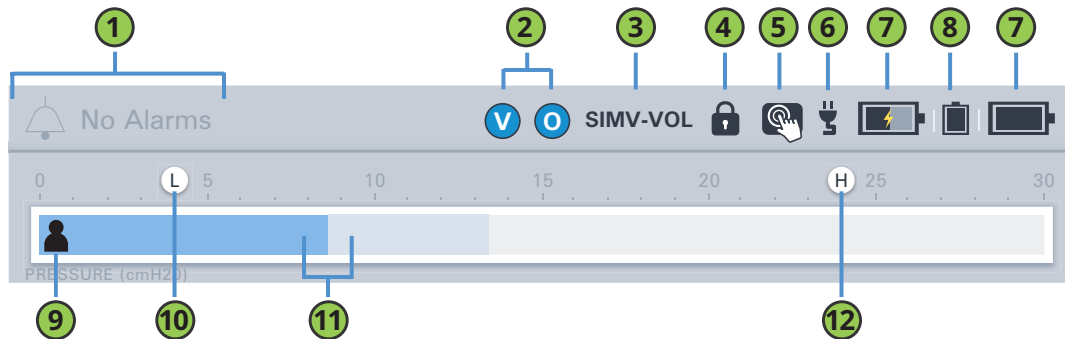 1 2 3 4 5 6 7 8 7
No Alarms V O SIMV-VOL
0 L 5 10 15 20 H 25 30
PRESSURE (cmH20)
9 10 11 12